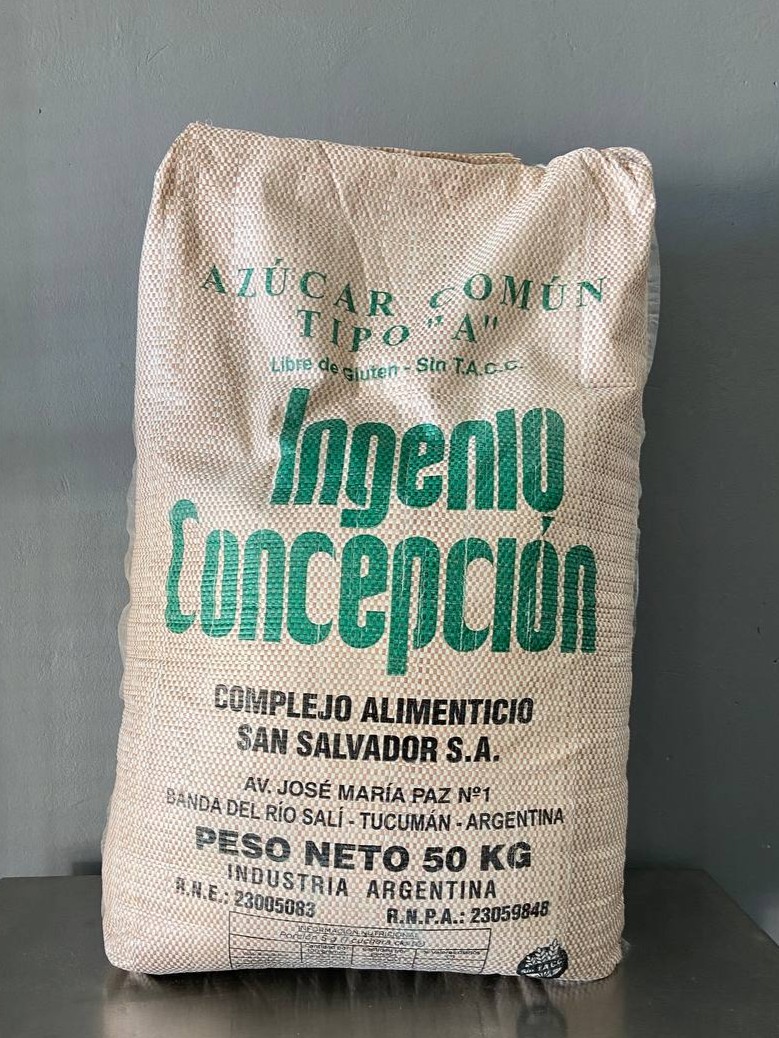 AZÚCAR COMÚN
TIPO "A"
Libre de Gluten - Sin T.A.C.C.
Ingenio
Concepción
COMPLEJO ALIMENTICIO
SAN SALVADOR S.A.
AV. JOSÉ MARÍA PAZ Nº1
BANDA DEL RÍO SALÍ - TUCUMÁN - ARGENTINA
PESO NETO 50 KG
INDUSTRIA ARGENTINA
R.N.E.: 23005083
R.N.P.A.: 23059848
INFORMACIÓN NUTRICIONAL
Sin T.A.C.C.